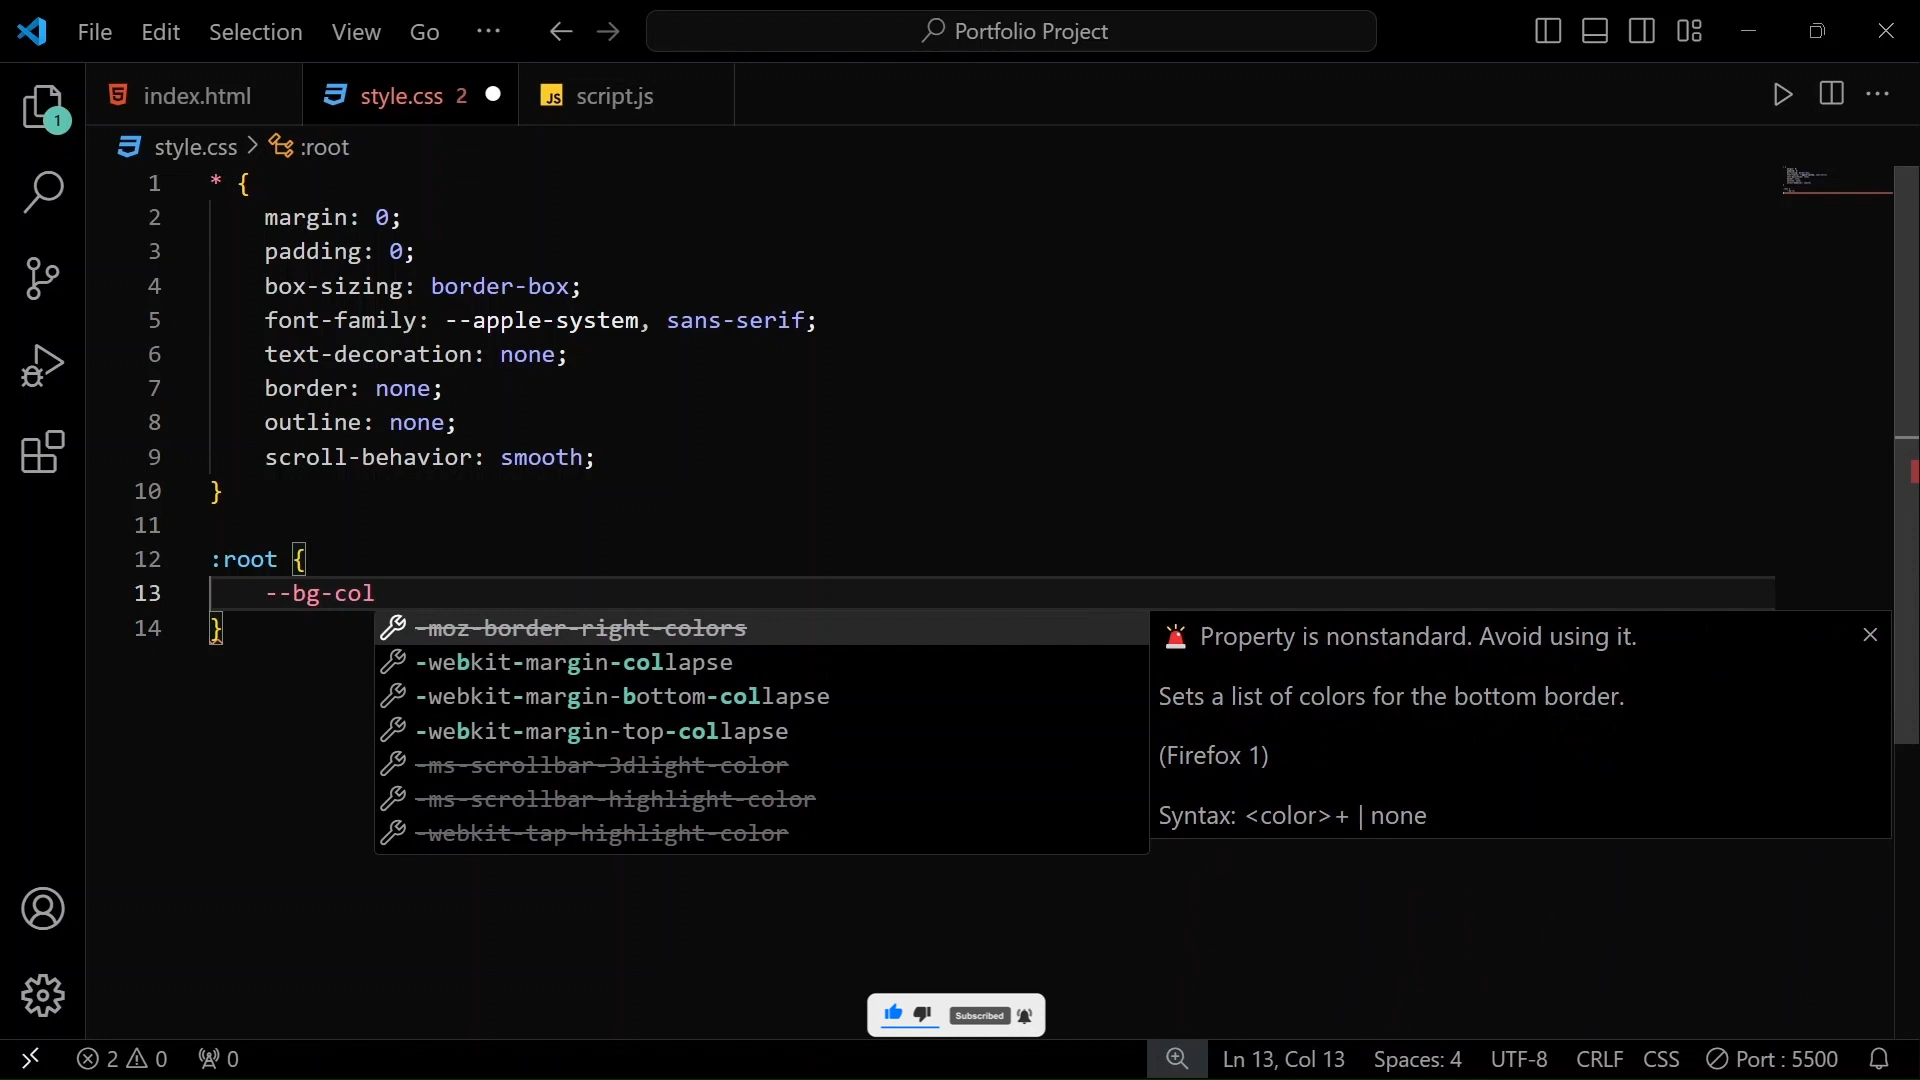 File Edit Selection View Go ··· Portfolio Project
5 index.html style.css 2 JS script.js
1
style.css > :root
1 * {
2 margin: 0;
3 padding: 0;
4 box-sizing: border-box;
5 font-family: --apple-system, sans-serif;
6 text-decoration: none;
7 border: none;
8 outline: none;
9 scroll-behavior: smooth;
10 }
11
12 :root {
13 --bg-col
14 }
-moz-border-right-colors
-webkit-margin-collapse
-webkit-margin-bottom-collapse
-webkit-margin-top-collapse
-ms-scrollbar-3dlight-color
-ms-scrollbar-highlight-color
-webkit-tap-highlight-color
Property is nonstandard. Avoid using it.
Sets a list of colors for the bottom border.
(Firefox 1)
Syntax: <color>+ | none
Subscribed
2 0 0 Ln 13, Col 13 Spaces: 4 UTF-8 CRLF CSS Port : 5500